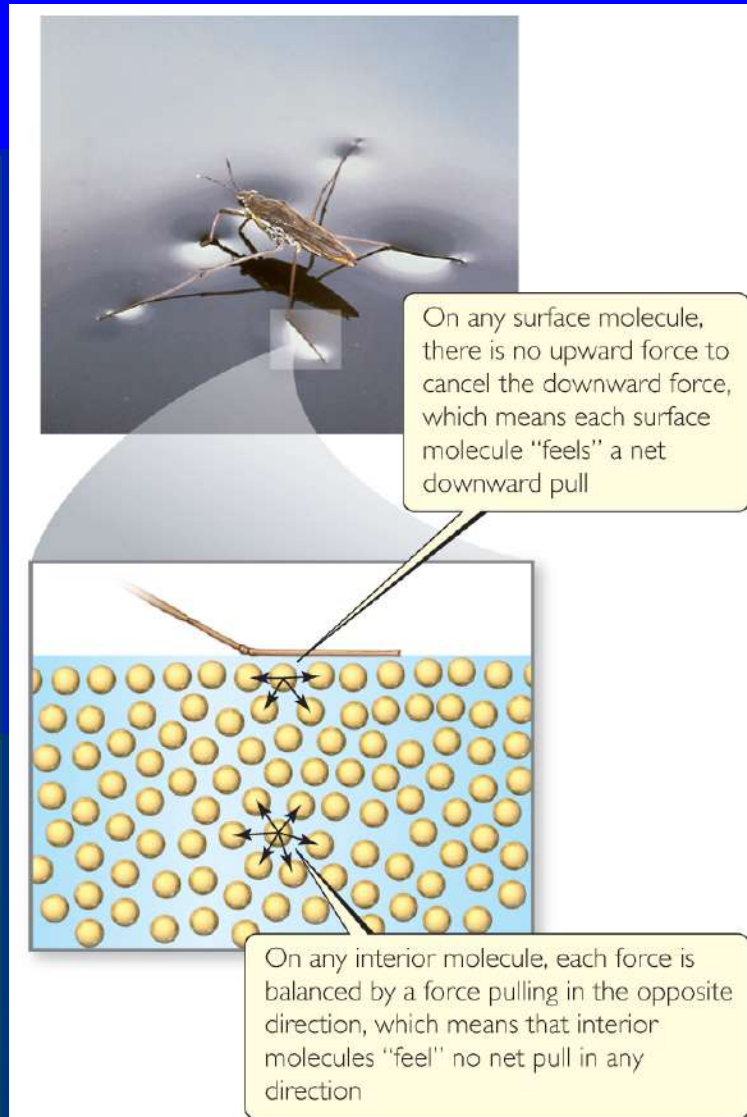 On any surface molecule,
there is no upward force to
cancel the downward force,
which means each surface
molecule “feels” a net
downward pull
On any interior molecule, each force is
balanced by a force pulling in the opposite
direction, which means that interior
molecules “feel” no net pull in any
direction